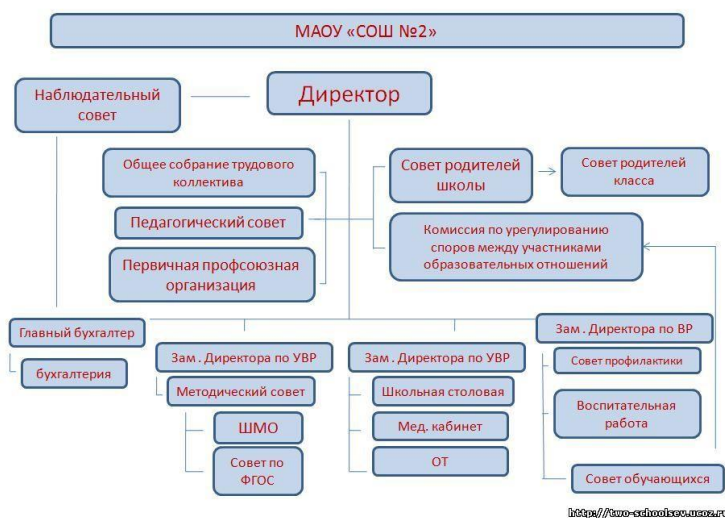 МАОУ «СОШ №2»
Наблюдательный
совет
Директор
Общее собрание трудового
коллектива
Педагогический совет
Первичная профсоюзная
организация
Совет родителей
школы
Совет родителей
класса
Комиссия по урегулированию
споров между участниками
образовательных отношений
Главный бухгалтер
бухгалтерия
Зам . Директора по УВР
Методический совет
ШМО
Совет по
ФГОС
Зам . Директора по УВР
Школьная столовая
Мед. кабинет
ОТ
Зам . Директора по ВР
Совет профилактики
Воспитательная
работа
Совет обучающихся
http://two-schoolsev.ucoz.r